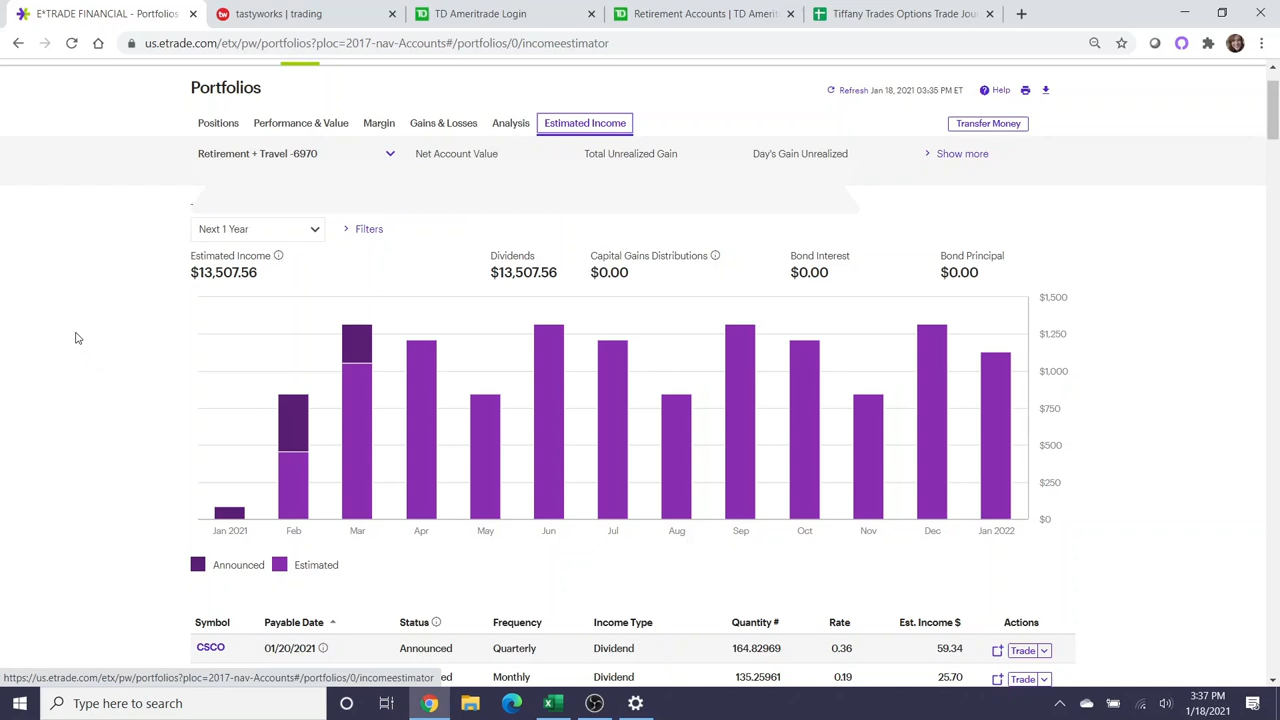 E*TRADE FINANCIAL - Portfolios
tastyworks | trading
TD Ameritrade Login
Retirement Accounts | TD Ameri
Tiffany Trades Options Trade Jou
us.etrade.com/etx/pw/portfolios?ploc=2017-nav-Accounts#/portfolio/0/incomeestimator
Portfolios
Refresh Jan 18, 2021 03:35 PM ET
Help
Positions
Performance & Value
Margin
Gains & Losses
Analysis
Estimated Income
Transfer Money
Retirement + Travel -6970
Net Account Value
Total Unrealized Gain
Day's Gain Unrealized
Show more
Next 1 Year
Filters
Estimated Income
Dividends
Capital Gains Distributions
Bond Interest
Bond Principal
$13,507.56
$13,507.56
$0.00
$0.00
$0.00
$1,500
$1,250
$1,000
$750
$500
$250
$0
Jan 2021 Feb Mar Apr May Jun Jul Aug Sep Oct Nov Dec Jan 2022
Announced Estimated
Symbol Payable Date Status Frequency Income Type Quantity # Rate Est. Income $ Actions
CSCO 01/20/2021 Announced Quarterly Dividend 164.82969 0.36 59.34 Trade
Monthly Dividend 135.25961 0.19 25.70 Trade
https://us.etrade.com/etx/pw/portfolios?ploc=2017-nav-Accounts#/portfolio/0/incomeestimator
Type here to search
3:37 PM
1/18/2021